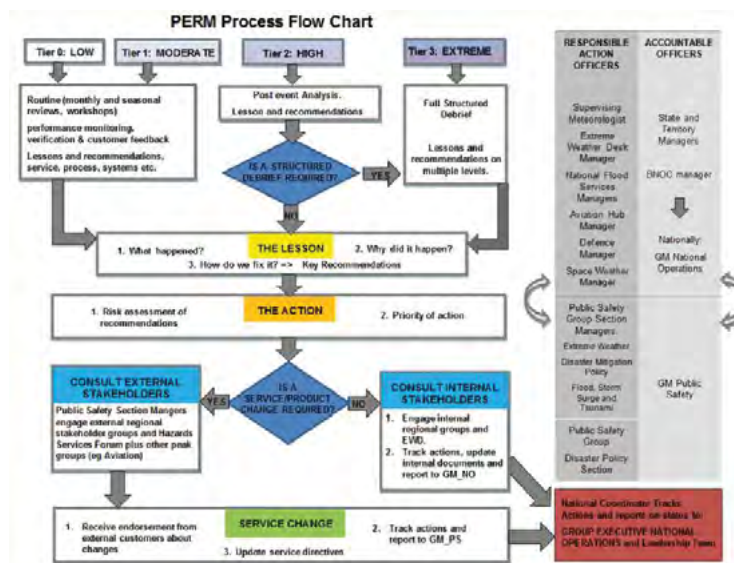 PERM Process Flow Chart
Tier 0: LOW
Tier 1: MODERATE
Tier 2: HIGH
Tier 3: EXTREME
Routine (monthly and seasonal
reviews, workshops)
performance monitoring,
verification & customer feedback
Lessons and recommendations,
service, process, systems etc.
Post event Analysis.
Lesson and recommendations
Full Structured
Debrief
Lessons and
recommendations on
multiple levels.
IS A STRUCTURED
DEBRIEF REQUIRED?
YES
NO
1. What happened?
THE LESSON
2. Why did it happen?
3. How do we fix it? => Key Recommendations
1. Risk assessment of
recommendations
THE ACTION
2. Priority of action
IS A
SERVICE/PRODUCT
CHANGE REQUIRED?
YES
NO
CONSULT EXTERNAL
STAKEHOLDERS
Public Safety Section Mangers
engage external regional
stakeholder groups and Hazards
Services Forum plus other peak
groups (eg Aviation)
CONSULT INTERNAL
STAKEHOLDERS
1. Engage internal
regional groups and
EWD.
2. Track actions, update
internal documents and
report to GM_NO
1. Receive endorsement from
external customers about
changes
SERVICE CHANGE
2. Track actions and
report to GM_PS
3. Update service directives
RESPONSIBLE
ACTION
OFFICERS
Supervising
Meteorologist
Extreme
Weather Desk
Manager
National Flood
Services
Managers
Aviation Hub
Manager
Defence
Manager
Space Weather
Manager
Public Safety
Group Section
Managers:
Extreme Weather
Disaster Mitigation
Policy
Flood, Storm
Surge and
Tsunami
Public Safety
Group
Disaster Policy
Section
ACCOUNTABLE
OFFICERS
State and
Territory
Managers
BNOC manager
Nationally:
GM National
Operations
GM Public
Safety
National Coordinator Tracks
Actions and reports on status to:
GROUP EXECUTIVE NATIONAL
OPERATIONS and Leadership Team